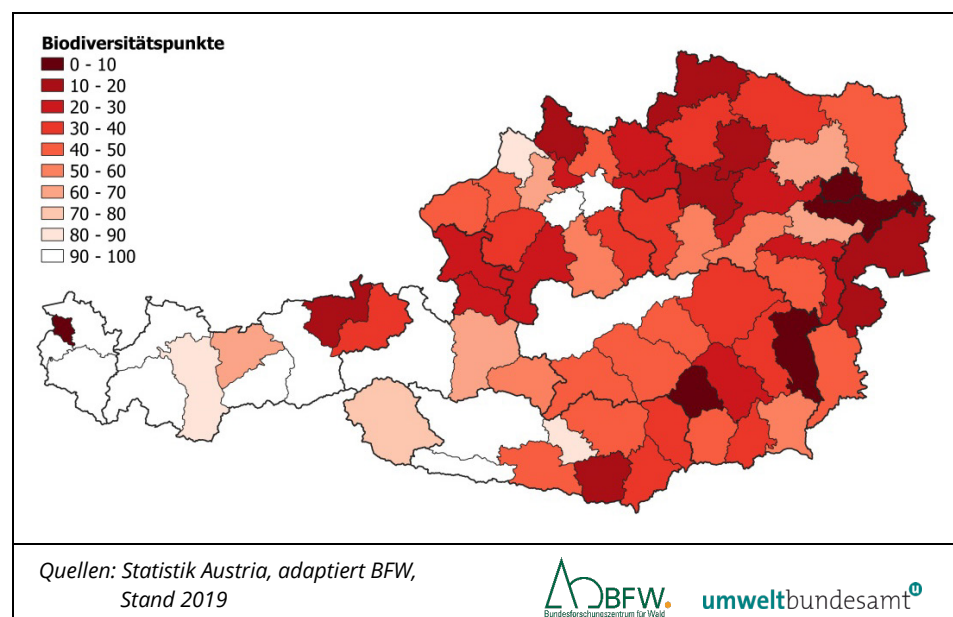 Biodiversitätspunkte
0 - 10
10 - 20
20 - 30
30 - 40
40 - 50
50 - 60
60 - 70
70 - 80
80 - 90
90 - 100
Quellen: Statistik Austria, adaptiert BFW,
Stand 2019
BFW.
Bundesforschungszentrum für Wald
umweltbundesamt
u